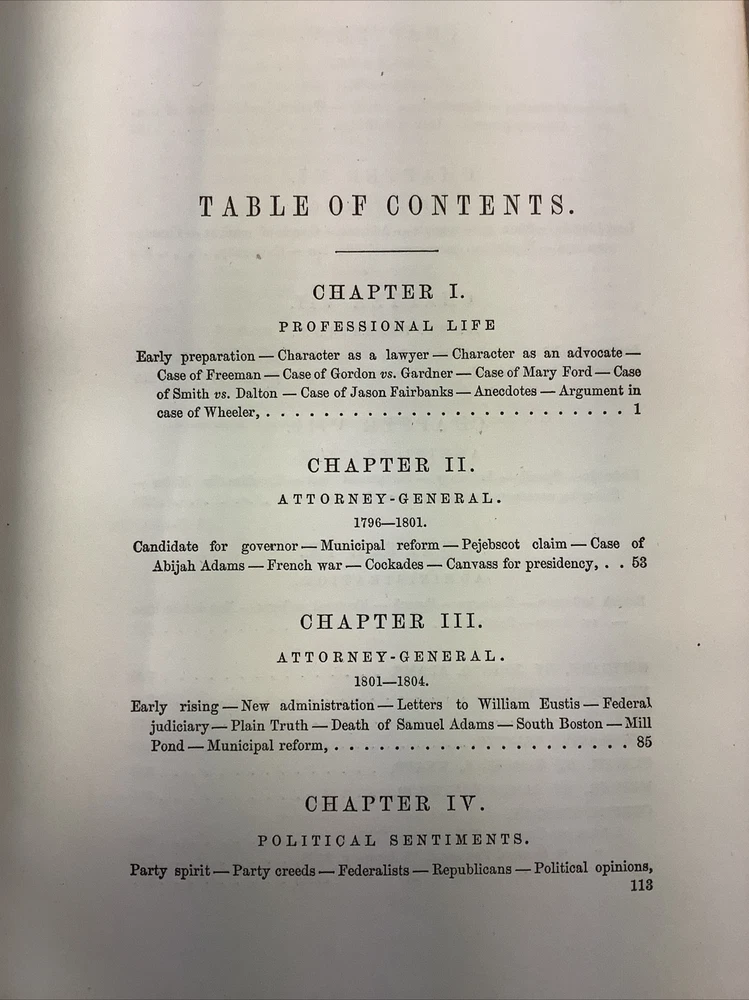 TABLE OF CONTENTS.
CHAPTER I.
PROFESSIONAL LIFE
Early preparation — Character as a lawyer — Character as an advocate —
Case of Freeman — Case of Gordon vs. Gardner — Case of Mary Ford — Case
of Smith vs. Dalton — Case of Jason Fairbanks — Anecdotes — Argument in
case of Wheeler, . . . . . . . . . . . . . . . . . . . . . . . . 1
CHAPTER II.
ATTORNEY-GENERAL.
1796—1801.
Candidate for governor — Municipal reform — Pejebscot claim — Case of
Abijah Adams — French war — Cockades — Canvass for presidency, . . 53
CHAPTER III.
ATTORNEY-GENERAL.
1801—1804.
Early rising — New administration — Letters to William Eustis — Federal
judiciary — Plain Truth — Death of Samuel Adams — South Boston — Mill
Pond — Municipal reform, . . . . . . . . . . . . . . . . . . . 85
CHAPTER IV.
POLITICAL SENTIMENTS.
Party spirit — Party creeds — Federalists — Republicans — Political opinions,
113